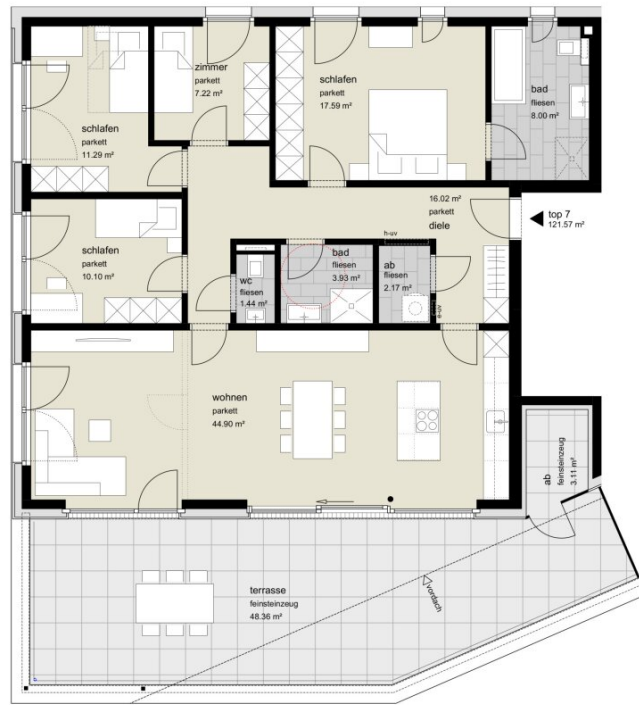 zimmer
parkett
7.22 m²
schlafen
parkett
17.59 m²
bad
fliesen
8.00 m²
schlafen
parkett
11.29 m²
16.02 m²
parkett
diele
top 7
121.57 m²
h-uv
schlafen
parkett
10.10 m²
wc
fliesen
1.44 m²
bad
fliesen
3.93 m²
ab
fliesen
2.17 m²
e-uv
wohnen
parkett
44.90 m²
ab
feinsteinzeug
3.11 m²
terrasse
feinsteinzeug
48.36 m²
vordach